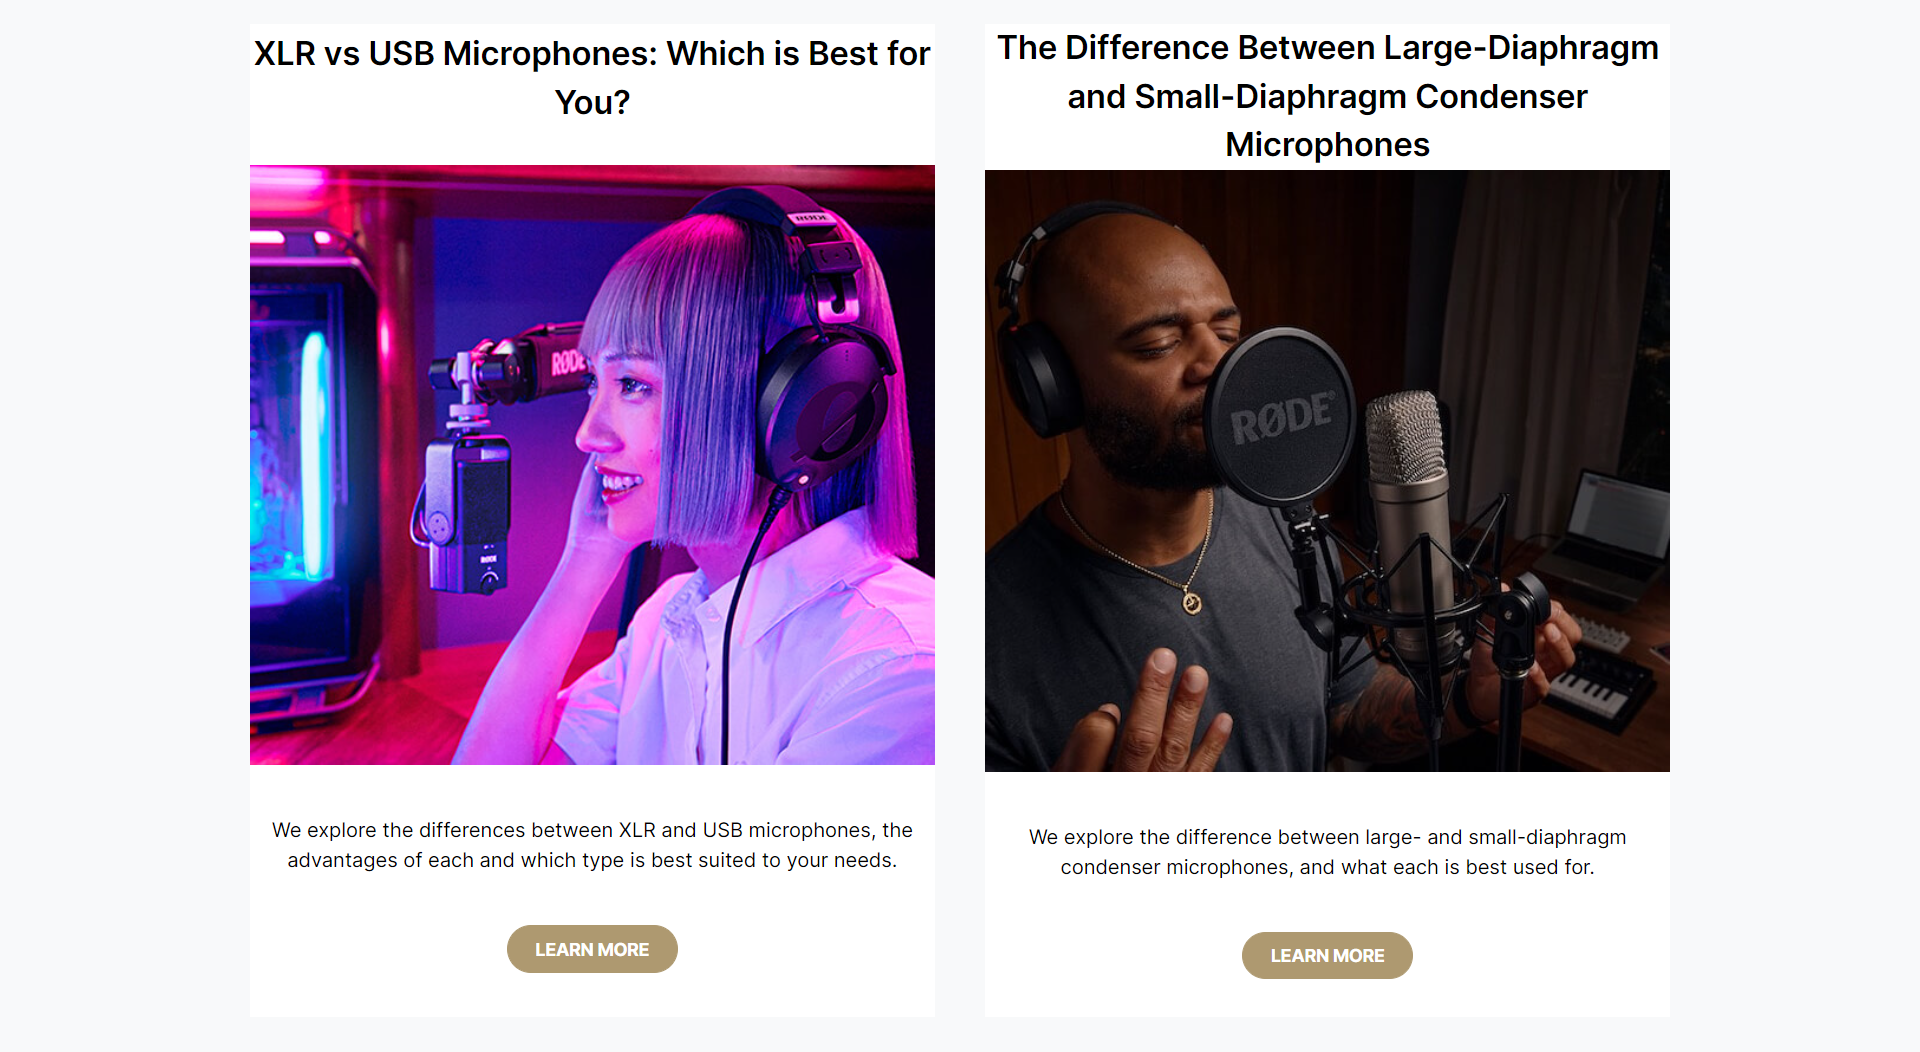 XLR vs USB Microphones: Which is Best for
You?
RØDE
RØDE
RØDE
We explore the differences between XLR and USB microphones, the
advantages of each and which type is best suited to your needs.
LEARN MORE
The Difference Between Large-Diaphragm
and Small-Diaphragm Condenser
Microphones
RØDE®
We explore the difference between large- and small-diaphragm
condenser microphones, and what each is best used for.
LEARN MORE